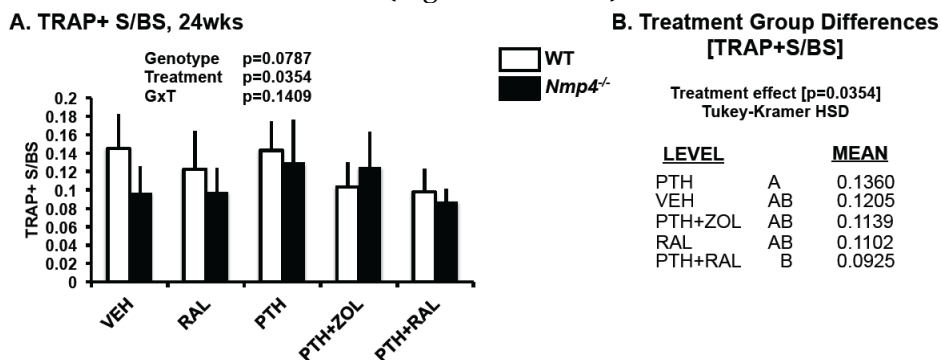 A. TRAP+ S/BS, 24wks
Genotype p=0.0787
Treatment p=0.0354
GxT p=0.1409
WT
Nmp4-/-
TRAP+ S/BS
0.2
0.18
0.16
0.14
0.12
0.1
0.08
0.06
0.04
0.02
0
VEH
RAL
PTH
PTH+ZOL
PTH+RAL
B. Treatment Group Differences
[TRAP+S/BS]
Treatment effect [p=0.0354]
Tukey-Kramer HSD
LEVEL MEAN
PTH A 0.1360
VEH AB 0.1205
PTH+ZOL AB 0.1139
RAL AB 0.1102
PTH+RAL B 0.0925